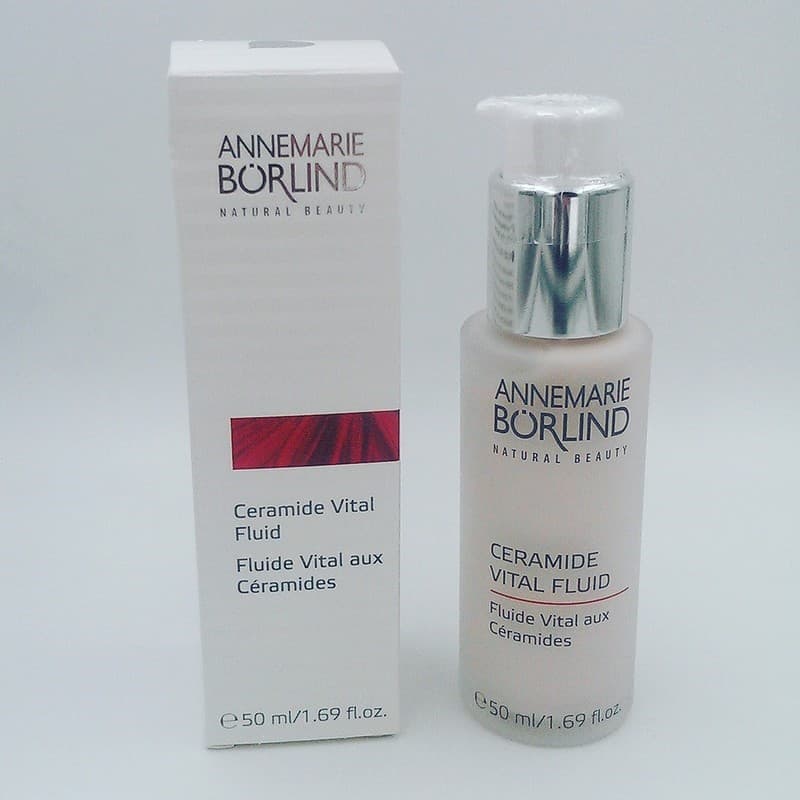 ANNEMARIE
BÖRLIND
NATURAL BEAUTY
Ceramide Vital
Fluid
Fluide Vital aux
Céramides
℮50 ml/1.69 fl.oz.
ANNEMARIE
BÖRLIND
NATURAL BEAUTY
CERAMIDE
VITAL FLUID
Fluide Vital aux
Céramides
℮50 ml/1.69 fl.oz.